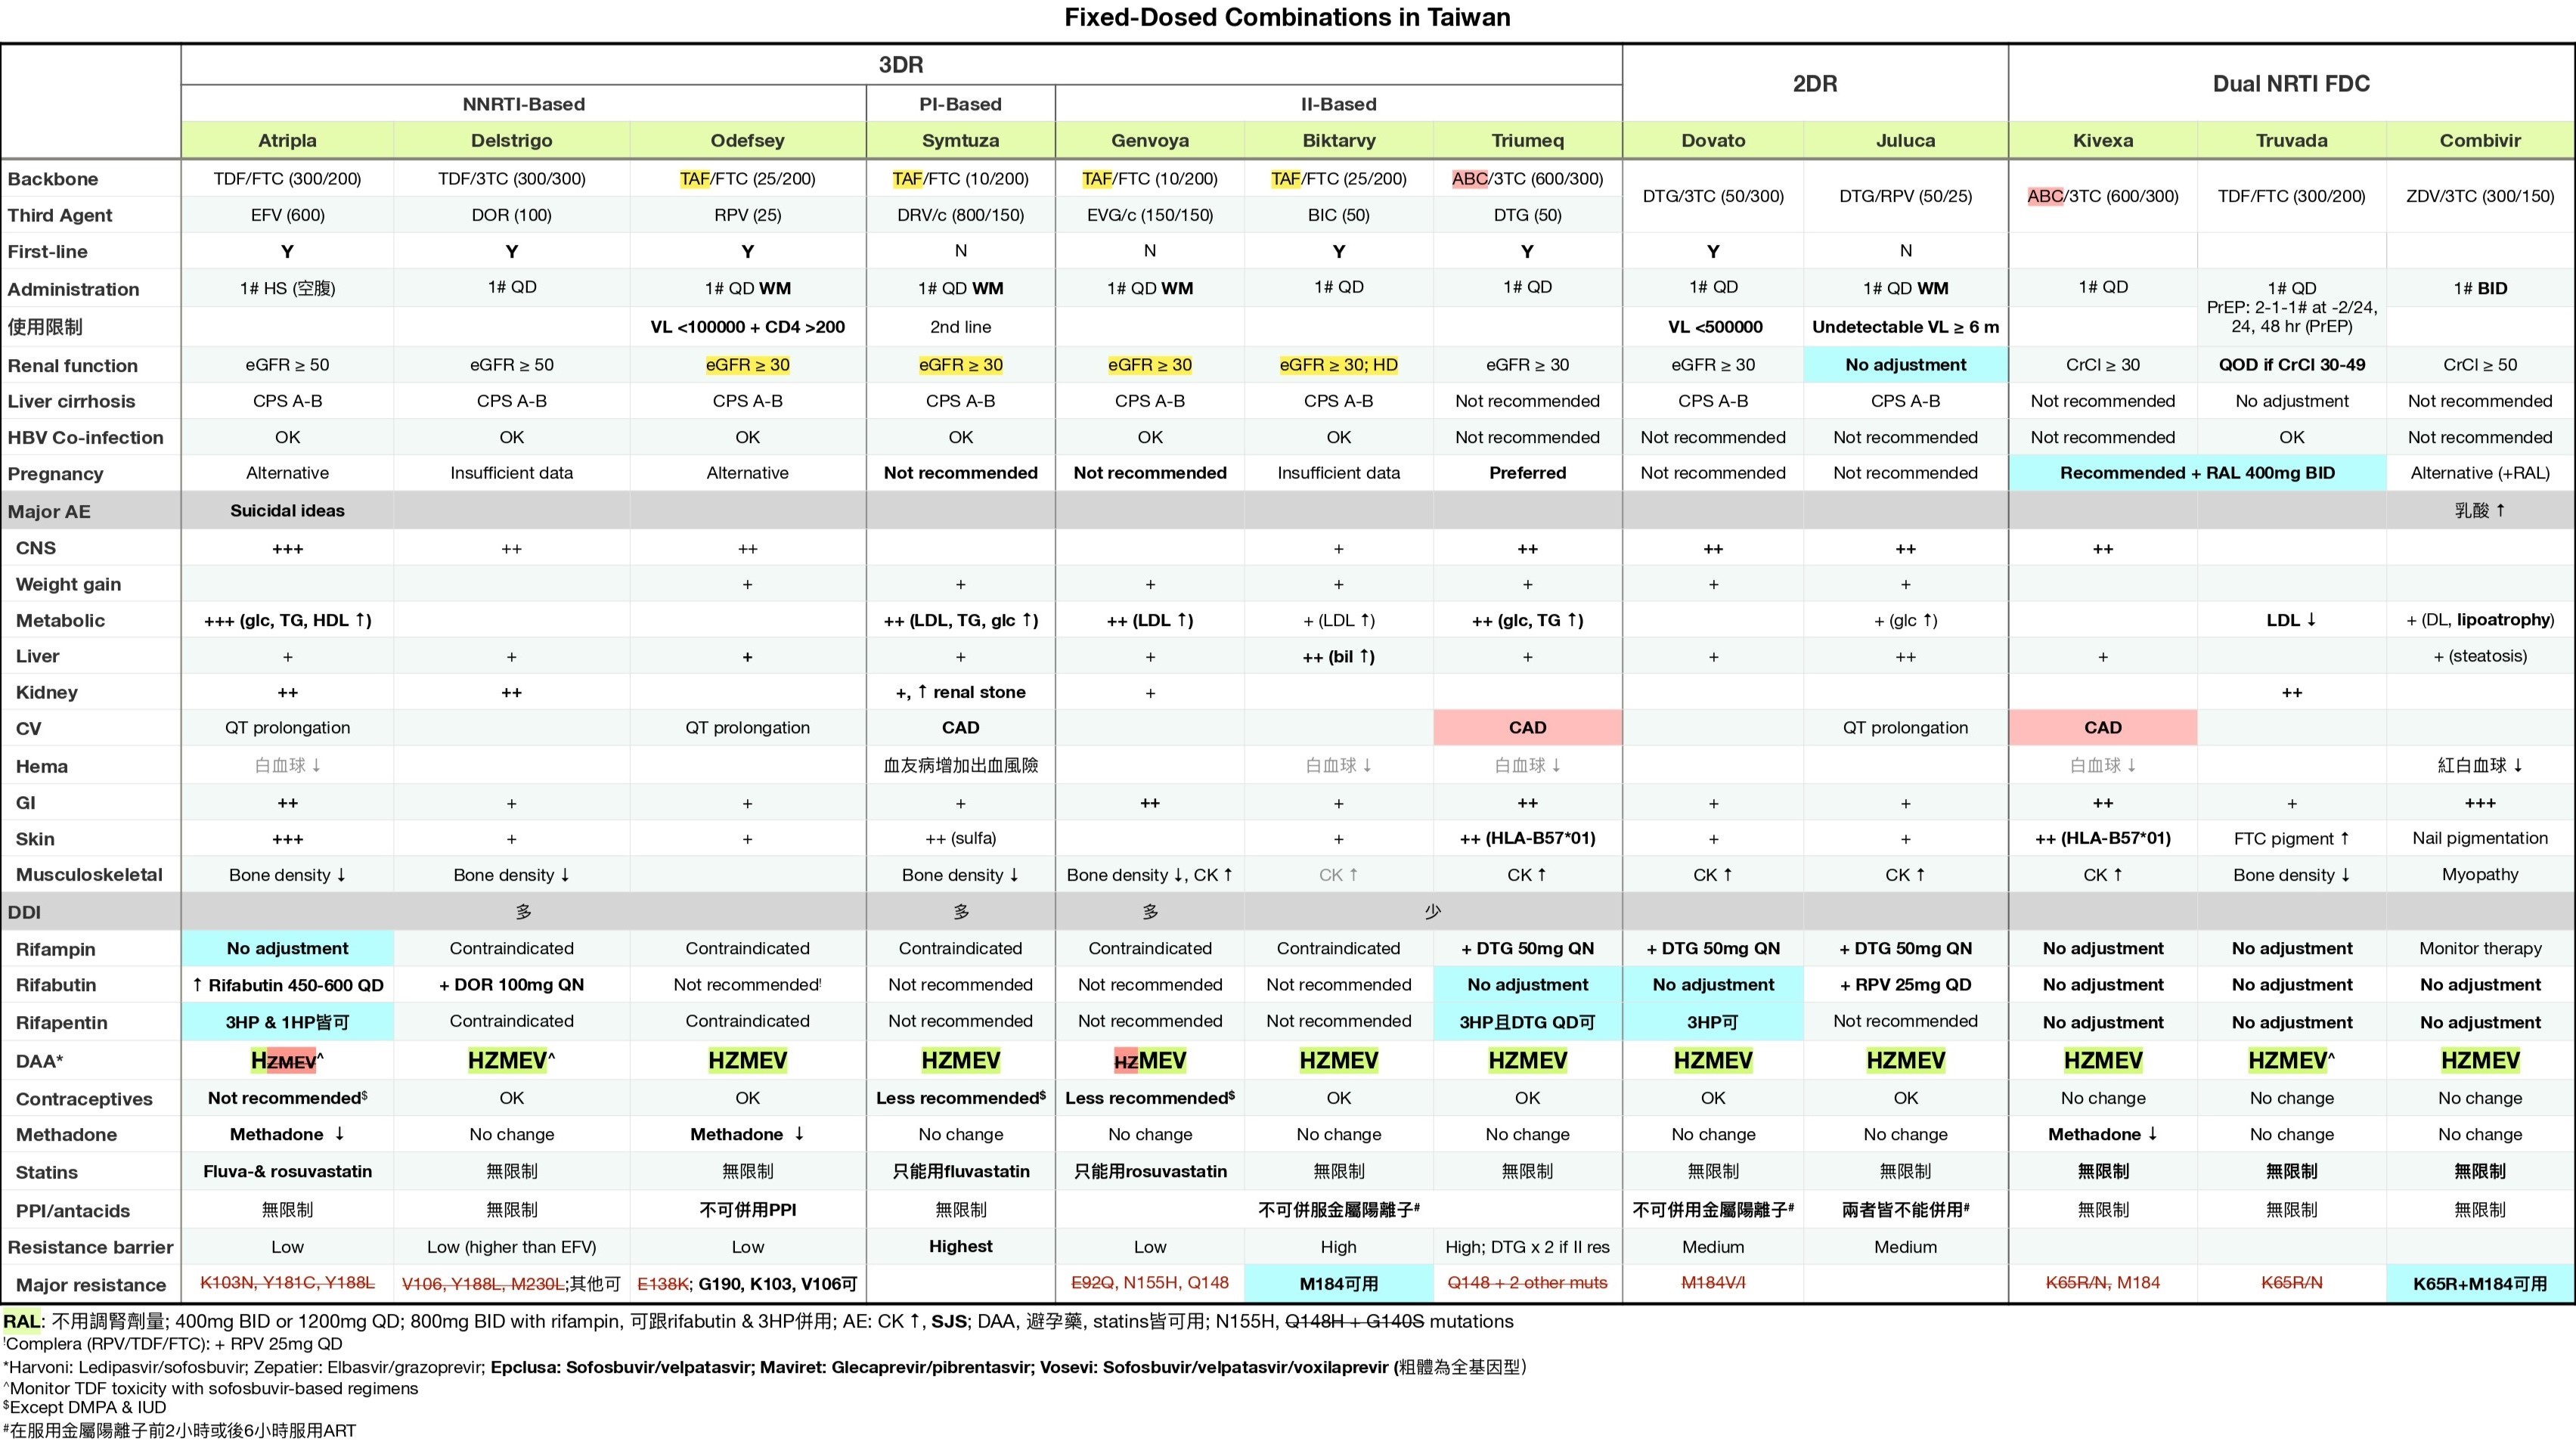 Fixed-Dosed Combinations in Taiwan
3DR 2DR Dual NRTI FDC
NNRTI-Based PI-Based II-Based
Atripla Delstrigo Odefsey Symtuza Genvoya Biktarvy Triumeq Dovato Juluca Kivexa Truvada Combivir
Backbone TDF/FTC (300/200) TDF/3TC (300/300) TAF/FTC (25/200) TAF/FTC (10/200) TAF/FTC (10/200) TAF/FTC (25/200) ABC/3TC (600/300) DTG/3TC (50/300) DTG/RPV (50/25) ABC/3TC (600/300) TDF/FTC (300/200) ZDV/3TC (300/150)
Third Agent EFV (600) DOR (100) RPV (25) DRV/c (800/150) EVG/c (150/150) BIC (50) DTG (50)
First-line Y Y Y N N Y Y Y N
Administration 1# HS (空腹) 1# QD 1# QD WM 1# QD WM 1# QD WM 1# QD 1# QD 1# QD 1# QD WM 1# QD 1# QD 1# BID
使用限制 VL <100000 + CD4 >200 2nd line VL <500000 Undetectable VL ≥ 6 m PrEP: 2-1-1# at -2/24,
24, 48 hr (PrEP)
Renal function eGFR ≥ 50 eGFR ≥ 50 eGFR ≥ 30 eGFR ≥ 30 eGFR ≥ 30 eGFR ≥ 30; HD eGFR ≥ 30 eGFR ≥ 30 No adjustment CrCl ≥ 30 QOD if CrCl 30-49 CrCl ≥ 50
Liver cirrhosis CPS A-B CPS A-B CPS A-B CPS A-B CPS A-B CPS A-B Not recommended CPS A-B CPS A-B Not recommended No adjustment Not recommended
HBV Co-infection OK OK OK OK OK OK Not recommended Not recommended Not recommended Not recommended OK Not recommended
Pregnancy Alternative Insufficient data Alternative Not recommended Not recommended Insufficient data Preferred Not recommended Not recommended Recommended + RAL 400mg BID Alternative (+RAL)
Major AE Suicidal ideas 乳酸 ↑
CNS +++ ++ ++ + ++ ++ ++ ++
Weight gain + + + + + + +
Metabolic +++ (glc, TG, HDL ↑) ++ (LDL, TG, glc ↑) ++ (LDL ↑) + (LDL ↑) ++ (glc, TG ↑) + (glc ↑) LDL ↓ + (DL, lipoatrophy)
Liver + + + + + ++ (bil ↑) + + ++ + + (steatosis)
Kidney ++ ++ +, ↑ renal stone + ++
CV QT prolongation QT prolongation CAD CAD QT prolongation CAD
Hema 白血球 ↓ 血友病增加出血風險 白血球 ↓ 白血球 ↓ 白血球 ↓ 紅白血球 ↓
GI ++ + + + ++ + ++ + + ++ + +++
Skin +++ + + ++ (sulfa) + ++ (HLA-B57*01) + + ++ (HLA-B57*01) FTC pigment ↑ Nail pigmentation
Musculoskeletal Bone density ↓ Bone density ↓ Bone density ↓ Bone density ↓, CK ↑ CK ↑ CK ↑ CK ↑ CK ↑ CK ↑ Bone density ↓ Myopathy
DDI 多 多 多 少
Rifampin No adjustment Contraindicated Contraindicated Contraindicated Contraindicated Contraindicated + DTG 50mg QN + DTG 50mg QN + DTG 50mg QN No adjustment No adjustment Monitor therapy
Rifabutin ↑ Rifabutin 450-600 QD + DOR 100mg QN Not recommended! Not recommended Not recommended Not recommended No adjustment No adjustment + RPV 25mg QD No adjustment No adjustment No adjustment
Rifapentin 3HP & 1HP皆可 Contraindicated Contraindicated Not recommended Not recommended Not recommended 3HP且DTG QD可 3HP可 Not recommended No adjustment No adjustment No adjustment
DAA* HZMEV^ HZMEV^ HZMEV HZMEV HZMEV HZMEV HZMEV HZMEV HZMEV HZMEV HZMEV^ HZMEV
Contraceptives Not recommended$ OK OK Less recommended$ Less recommended$ OK OK OK OK No change No change No change
Methadone Methadone ↓ No change Methadone ↓ No change No change No change No change No change No change Methadone ↓ No change No change
Statins Fluva-& rosuvastatin 無限制 無限制 只能用fluvastatin 只能用rosuvastatin 無限制 無限制 無限制 無限制 無限制 無限制 無限制
PPI/antacids 無限制 無限制 不可併用PPI 無限制 不可併服金屬陽離子# 不可併用金屬陽離子# 兩者皆不能併用# 無限制 無限制 無限制
Resistance barrier Low Low (higher than EFV) Low Highest Low High High; DTG x 2 if II res Medium Medium
Major resistance K103N, Y181C, Y188L V106, Y188L, M230L;其他可 E138K; G190, K103, V106可 E92Q, N155H, Q148 M184可用 Q148 + 2 other muts M184V/I K65R/N, M184 K65R/N K65R+M184可用
RAL: 不用調腎劑量; 400mg BID or 1200mg QD; 800mg BID with rifampin, 可跟rifabutin & 3HP併用; AE: CK ↑, SJS; DAA, 避孕藥, statins皆可用; N155H, Q148H + G140S mutations
!Complera (RPV/TDF/FTC): + RPV 25mg QD
*Harvoni: Ledipasvir/sofosbuvir; Zepatier: Elbasvir/grazoprevir; Epclusa: Sofosbuvir/velpatasvir; Maviret: Glecaprevir/pibrentasvir; Vosevi: Sofosbuvir/velpatasvir/voxilaprevir (粗體為全基因型)
^Monitor TDF toxicity with sofosbuvir-based regimens
$Except DMPA & IUD
#在服用金屬陽離子前2小時或後6小時服用ART